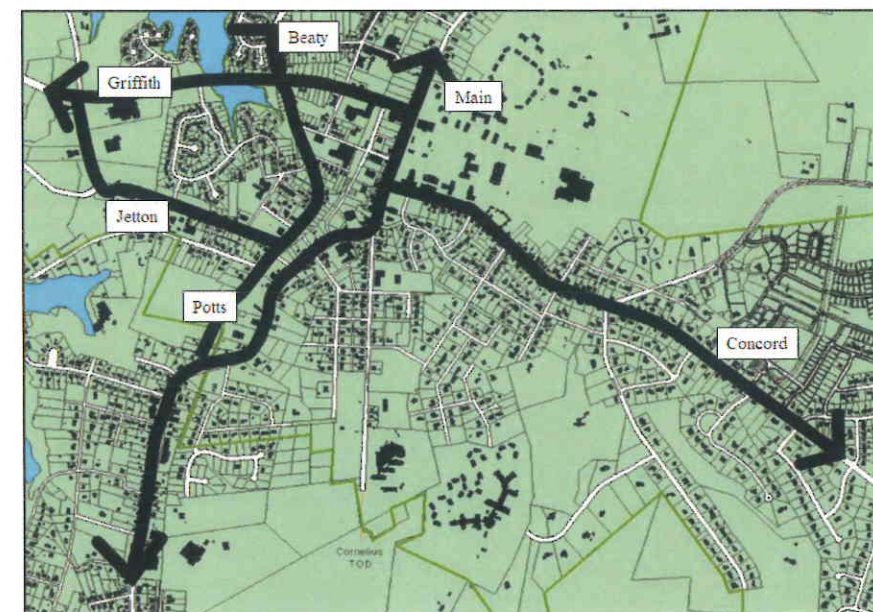 Beaty
Griffith
Main
Jetton
Potts
Concord
Cornelius
TOD